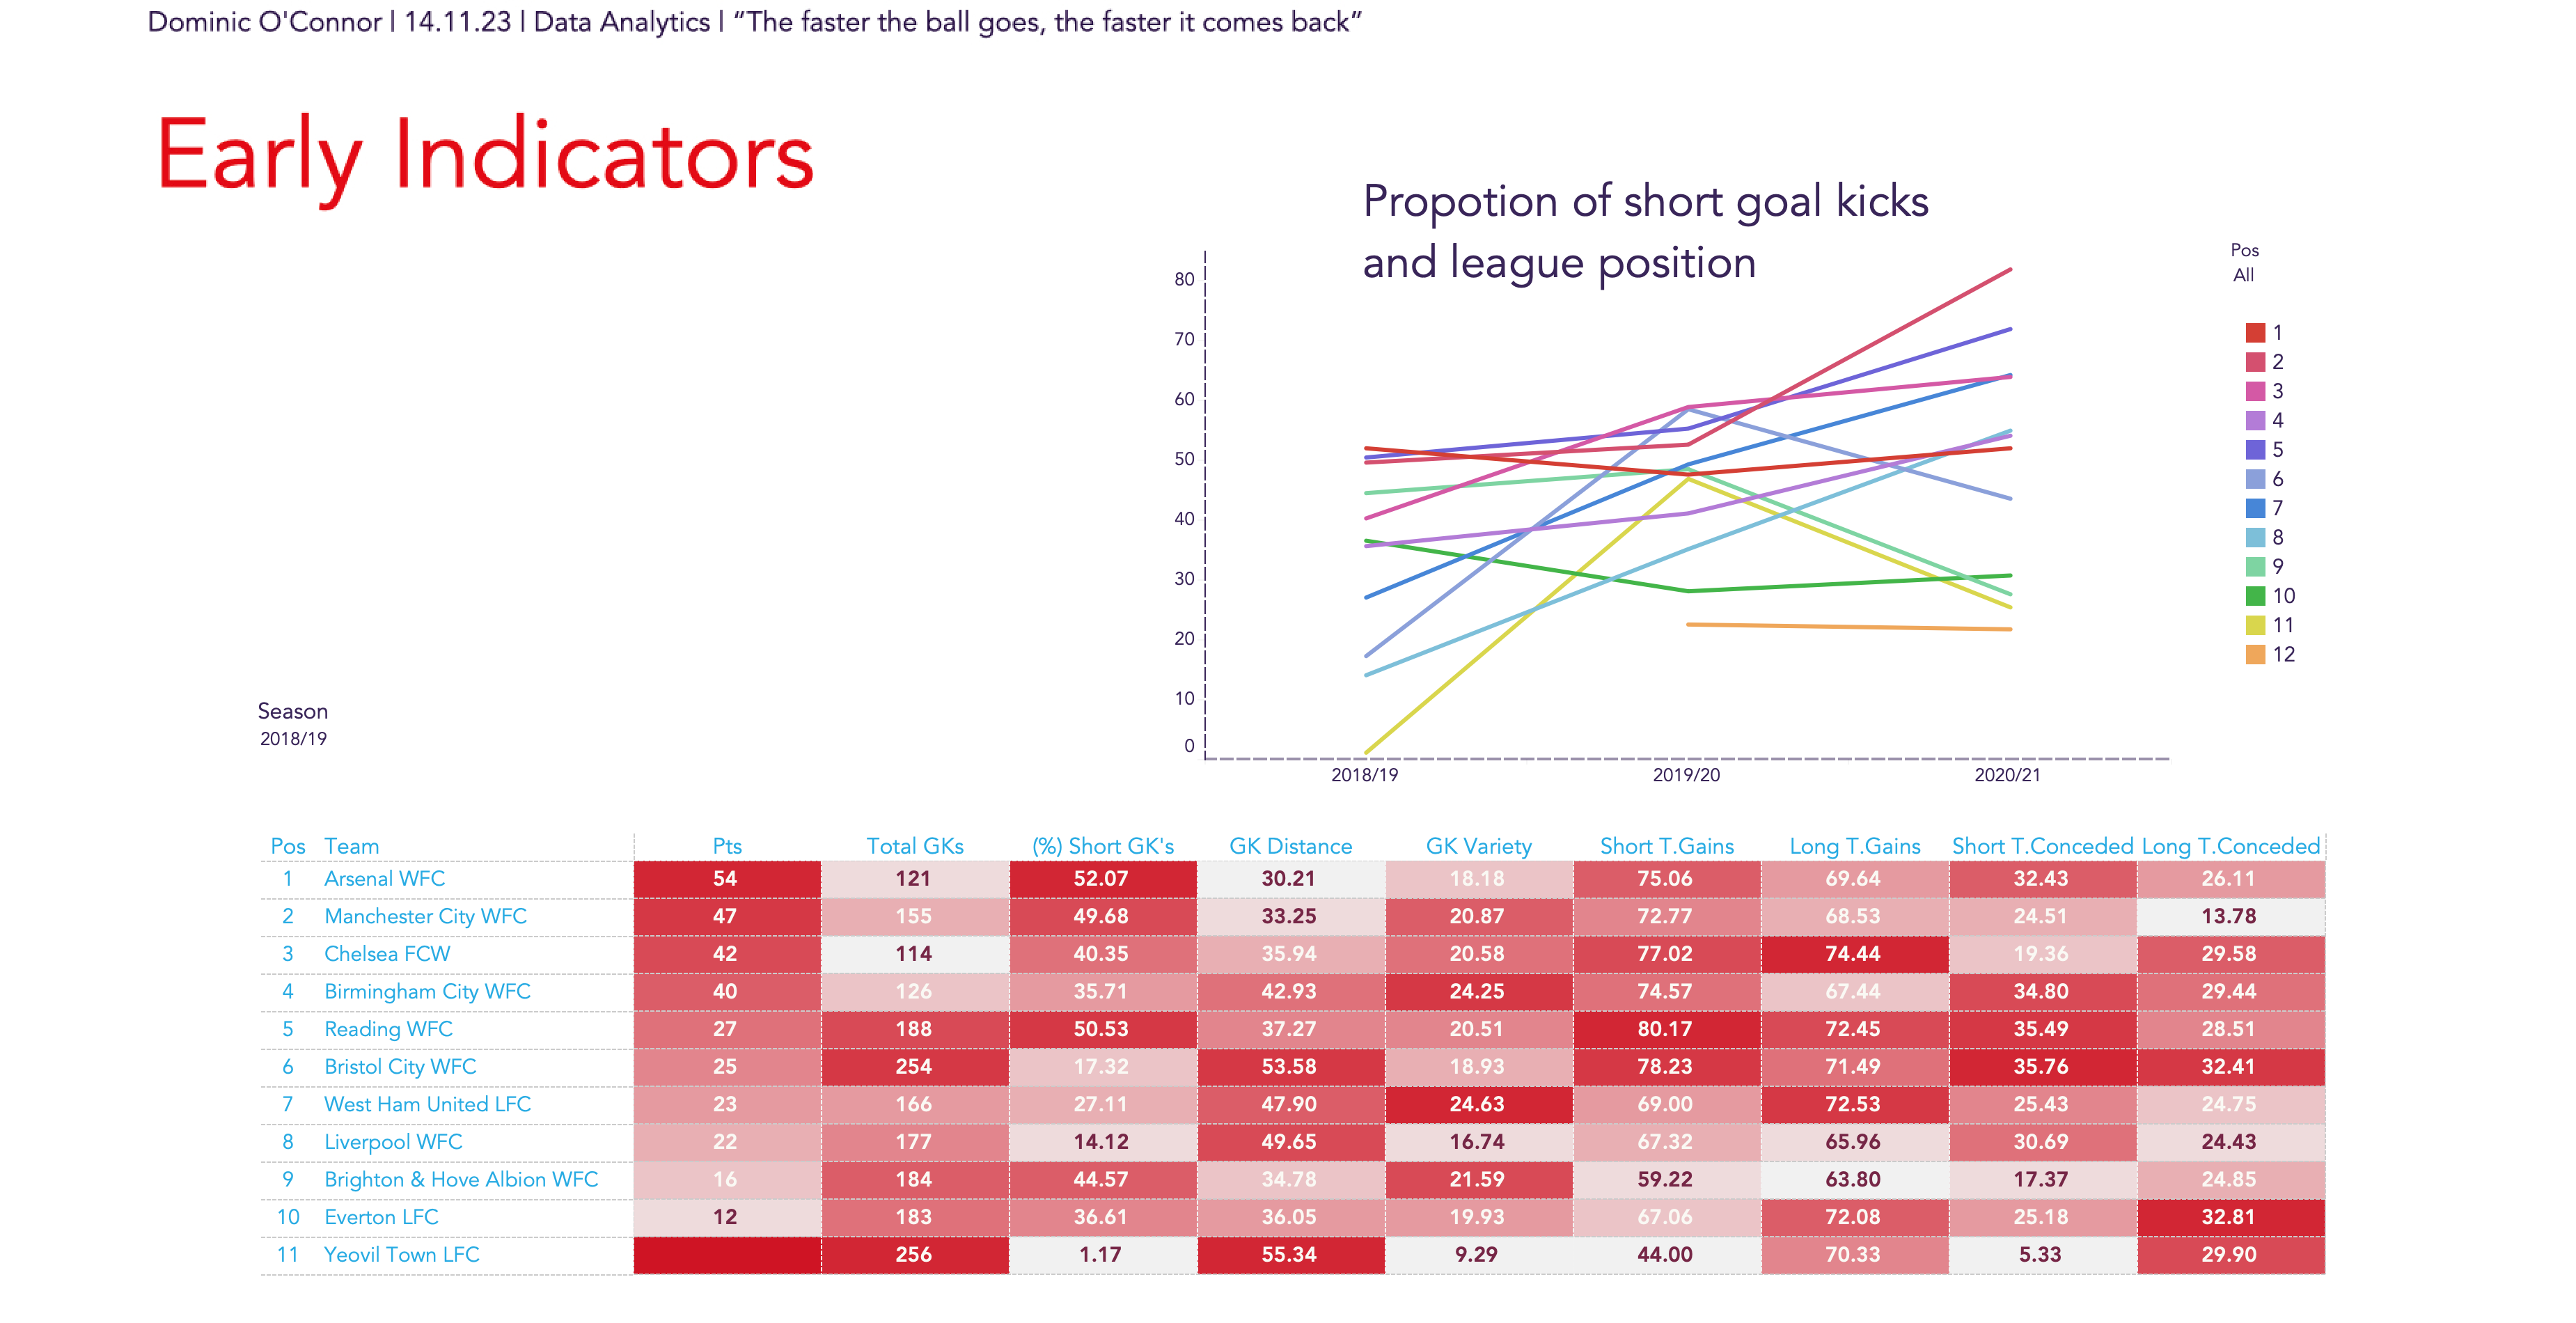 Dominic O'Connor | 14.11.23 | Data Analytics | “The faster the ball goes, the faster it comes back”
Early Indicators
Propotion of short goal kicks
and league position
80
70
60
50
40
30
20
10
0
2018/19 2019/20 2020/21
Pos
All
1
2
3
4
5
6
7
8
9
10
11
12
Season
2018/19
Pos Team Pts Total GKs (%) Short GK's GK Distance GK Variety Short T.Gains Long T.Gains Short T.Conceded Long T.Conceded
1 Arsenal WFC 54 121 52.07 30.21 18.18 75.06 69.64 32.43 26.11
2 Manchester City WFC 47 155 49.68 33.25 20.87 72.77 68.53 24.51 13.78
3 Chelsea FCW 42 114 40.35 35.94 20.58 77.02 74.44 19.36 29.58
4 Birmingham City WFC 40 126 35.71 42.93 24.25 74.57 67.44 34.80 29.44
5 Reading WFC 27 188 50.53 37.27 20.51 80.17 72.45 35.49 28.51
6 Bristol City WFC 25 254 17.32 53.58 18.93 78.23 71.49 35.76 32.41
7 West Ham United LFC 23 166 27.11 47.90 24.63 69.00 72.53 25.43 24.75
8 Liverpool WFC 22 177 14.12 49.65 16.74 67.32 65.96 30.69 24.43
9 Brighton & Hove Albion WFC 16 184 44.57 34.78 21.59 59.22 63.80 17.37 24.85
10 Everton LFC 12 183 36.61 36.05 19.93 67.06 72.08 25.18 32.81
11 Yeovil Town LFC 256 1.17 55.34 9.29 44.00 70.33 5.33 29.90